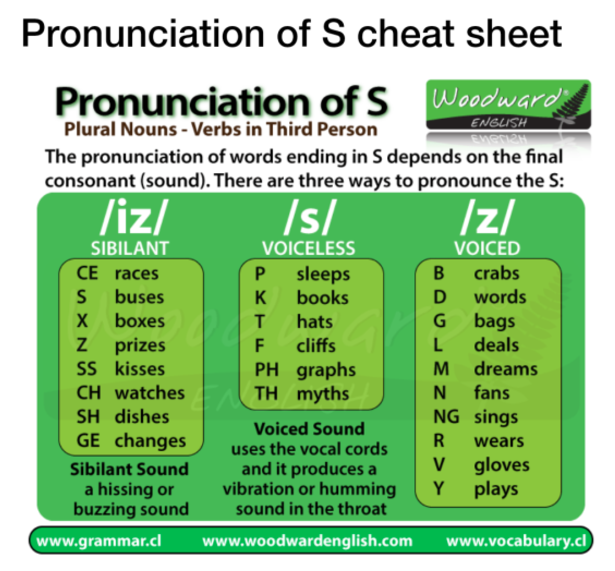 Pronunciation of S cheat sheet
Pronunciation of S
Plural Nouns - Verbs in Third Person
Woodward®
ENGLISH
The pronunciation of words ending in S depends on the final
consonant (sound). There are three ways to pronounce the S:
/iz/
SIBILANT
CE races
S buses
X boxes
Z prizes
SS kisses
CH watches
SH dishes
GE changes
Sibilant Sound
a hissing or
buzzing sound
/s/
VOICELESS
P sleeps
K books
T hats
F cliffs
PH graphs
TH myths
Voiced Sound
uses the vocal cords
and it produces a
vibration or humming
sound in the throat
/z/
VOICED
B crabs
D words
G bags
L deals
M dreams
N fans
NG sings
R wears
V gloves
Y plays
Woodward
ENGLISH
www.grammar.cl www.woodwardenglish.com www.vocabulary.cl